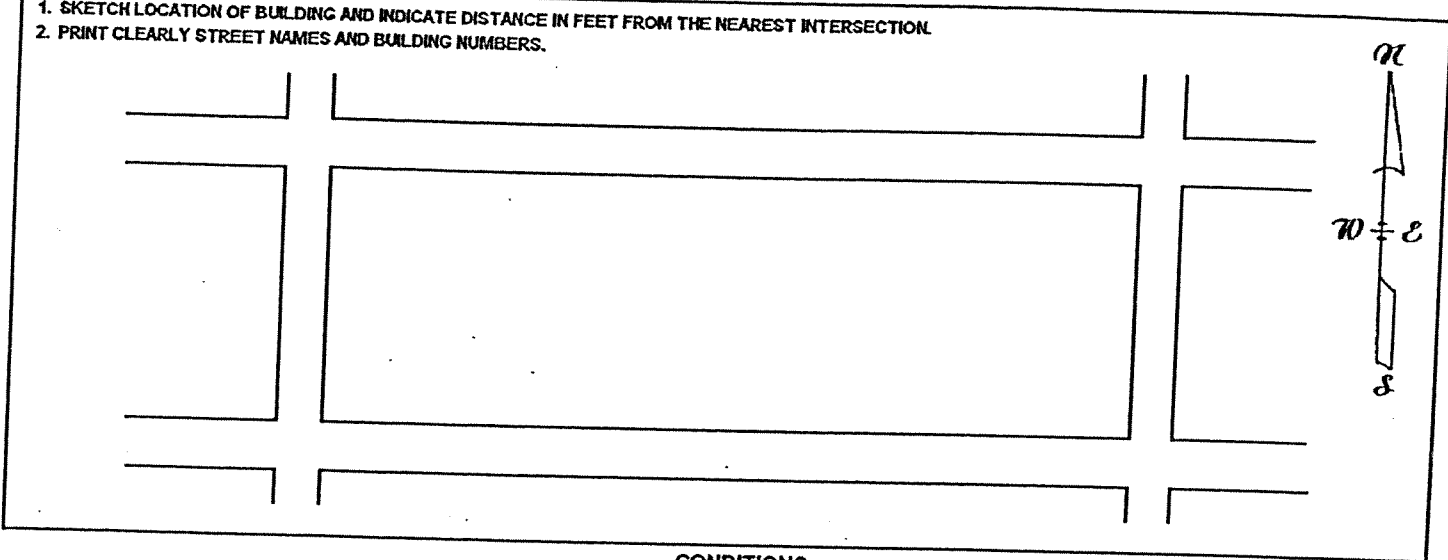 1. SKETCH LOCATION OF BUILDING AND INDICATE DISTANCE IN FEET FROM THE NEAREST INTERSECTION.
2. PRINT CLEARLY STREET NAMES AND BUILDING NUMBERS.
N
W E
S
CONDITIONS